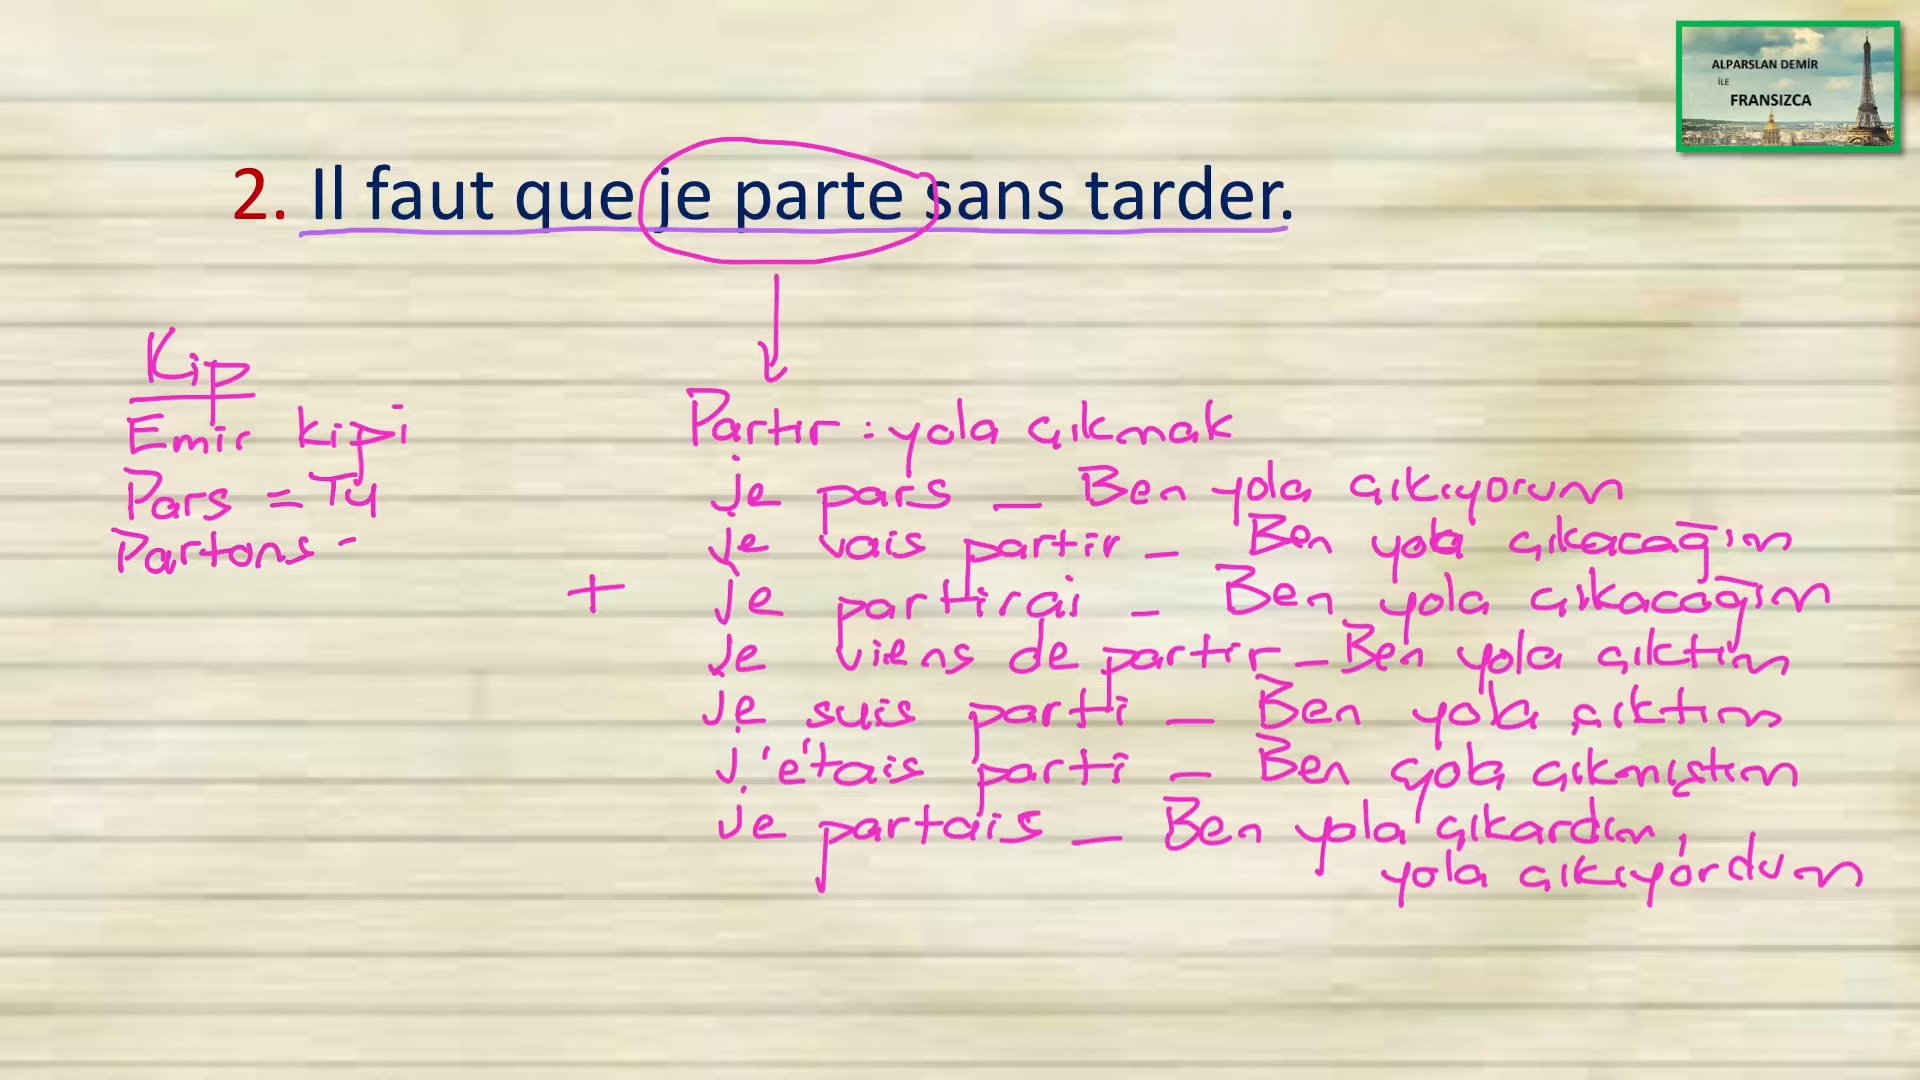 ALPARSLAN DEMİR
İLE
FRANSIZCA
2. Il faut que je parte sans tarder.
Kip
Emir kipi
Pars = Tu
Partons -
Partir : yola çıkmak
je pars _ Ben yola çıkıyorum
je vais partir _ Ben yola çıkacağım
+ je partirai _ Ben yola çıkacağım
je viens de partir _ Ben yola çıktım
je suis parti _ Ben yola çıktım
j'étais parti _ Ben yola çıkmıştım
je partais _ Ben yola çıkardım,
yola çıkıyordum